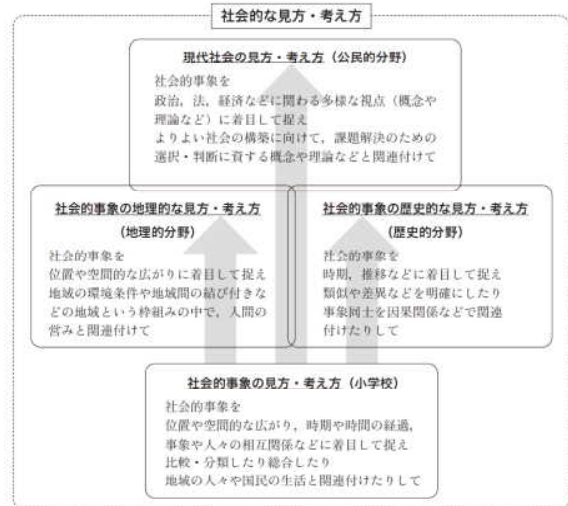 社会的な見方・考え方
現代社会の見方・考え方（公民的分野）
社会的事象を
政治，法，経済などに関わる多様な視点（概念や
理論など）に着目して捉え
よりよい社会の構築に向けて，課題解決のための
選択・判断に資する概念や理論などと関連付けて
社会的事象の地理的な見方・考え方
（地理的分野）
社会的事象を
位置や空間的な広がりに着目して捉え
地域の環境条件や地域間の結び付きな
どの地域という枠組みの中で，人間の
営みと関連付けて
社会的事象の歴史的な見方・考え方
（歴史的分野）
社会的事象を
時期，推移などに着目して捉え
類似や差異などを明確にしたり
事象同士を因果関係などで関連
付けたりして
社会的事象の見方・考え方（小学校）
社会的事象を
位置や空間的な広がり，時期や時間の経過，
事象や人々の相互関係などに着目して捉え
比較・分類したり総合したり
地域の人々や国民の生活と関連付けたりして